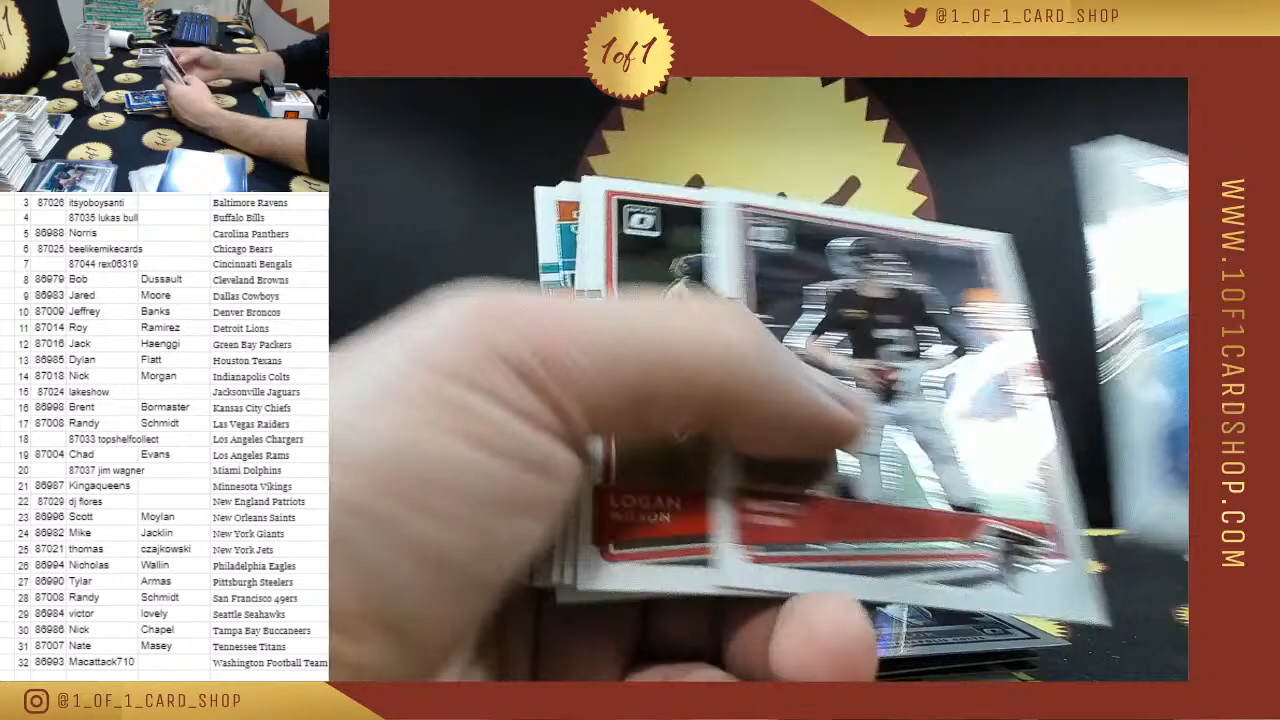 1of1
@1_OF_1_CARD_SHOP
WWW.1OF1CARDSHOP.COM
3 87026 itsyoboysanti Baltimore Ravens
4 87035 lukas bull Buffalo Bills
5 86988 Norris Carolina Panthers
6 87025 beelikemikecards Chicago Bears
7 87044 rex06319 Cincinnati Bengals
8 86979 Bob Dussault Cleveland Browns
9 86983 Jared Moore Dallas Cowboys
10 87009 Jeffrey Banks Denver Broncos
11 87014 Roy Ramirez Detroit Lions
12 87016 Jack Haenggi Green Bay Packers
13 86985 Dylan Flatt Houston Texans
14 87018 Nick Morgan Indianapolis Colts
15 87024 lakeshow Jacksonville Jaguars
16 86998 Brent Bormaster Kansas City Chiefs
17 87008 Randy Schmidt Las Vegas Raiders
18 87033 topshelfcollect Los Angeles Chargers
19 87004 Chad Evans Los Angeles Rams
20 87037 jim wagner Miami Dolphins
21 86987 Kingaqueens Minnesota Vikings
22 87029 dj flores New England Patriots
23 86996 Scott Moylan New Orleans Saints
24 86982 Mike Jacklin New York Giants
25 87021 thomas czajkowski New York Jets
26 86994 Nicholas Wallin Philadelphia Eagles
27 86990 Tylar Armas Pittsburgh Steelers
28 87008 Randy Schmidt San Francisco 49ers
29 86984 victor lovely Seattle Seahawks
30 86986 Nick Chapel Tampa Bay Buccaneers
31 87007 Nate Masey Tennessee Titans
32 86993 Macattack710 Washington Football Team
LOGAN
WILSON
@1_OF_1_CARD_SHOP